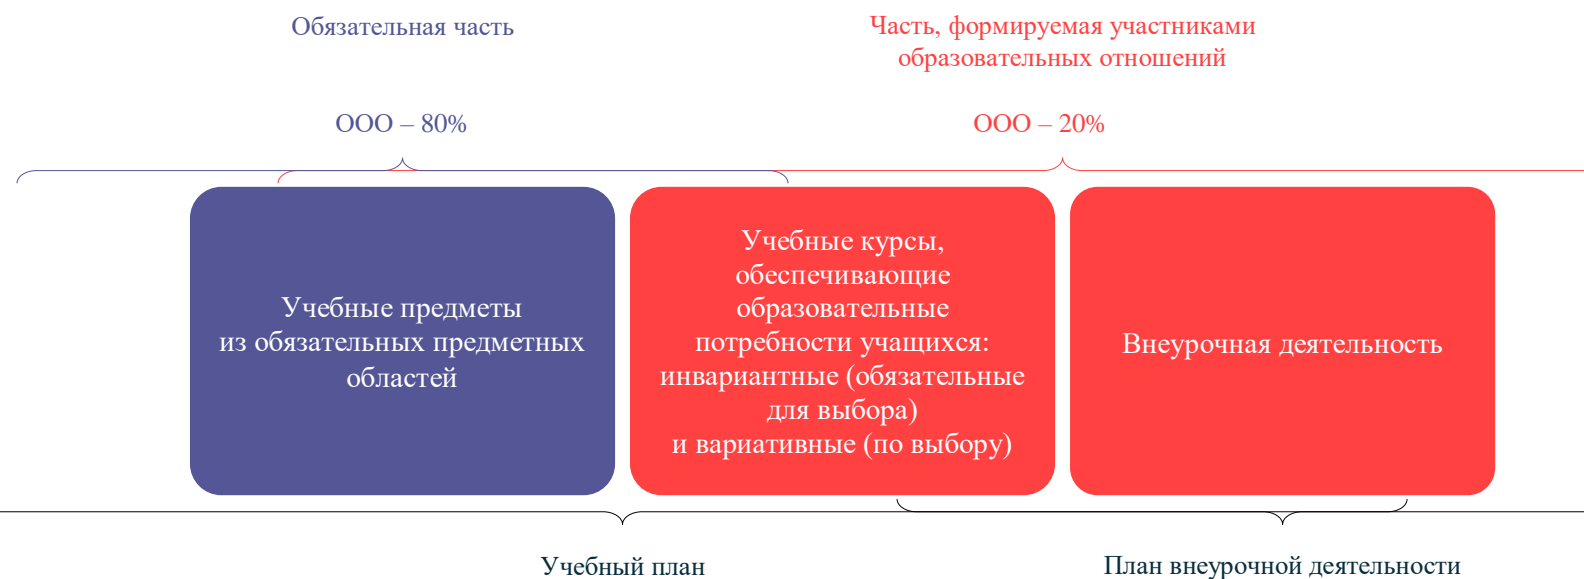 Обязательная часть
Часть, формируемая участниками
образовательных отношений
ООО – 80%
ООО – 20%
Учебные предметы
из обязательных предметных
областей
Учебные курсы,
обеспечивающие
образовательные
потребности учащихся:
инвариантные (обязательные
для выбора)
и вариативные (по выбору)
Внеурочная деятельность
Учебный план
План внеурочной деятельности